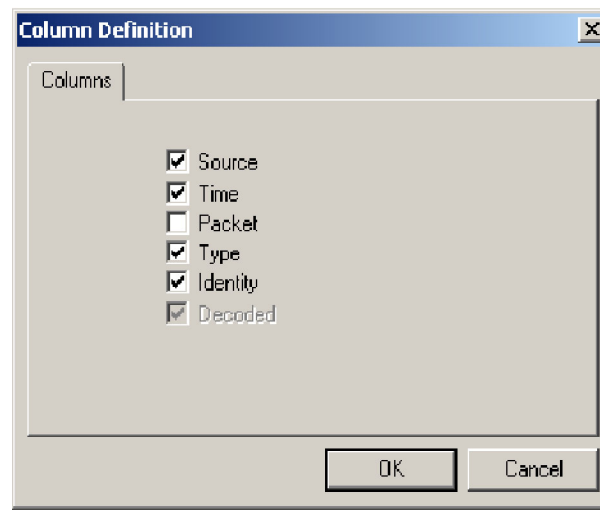 Column Definition
Columns
Source
Time
Packet
Type
Identity
Decoded
OK
Cancel